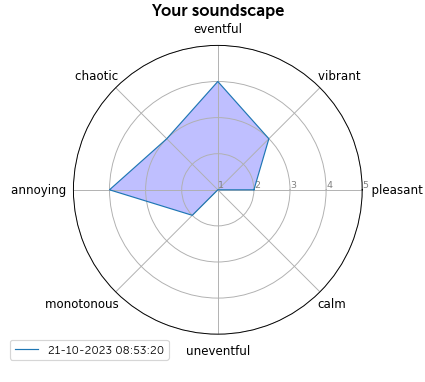 Your soundscape
eventful
chaotic
vibrant
annoying
1 2 3 4 5
pleasant
monotonous
calm
uneventful
21-10-2023 08:53:20